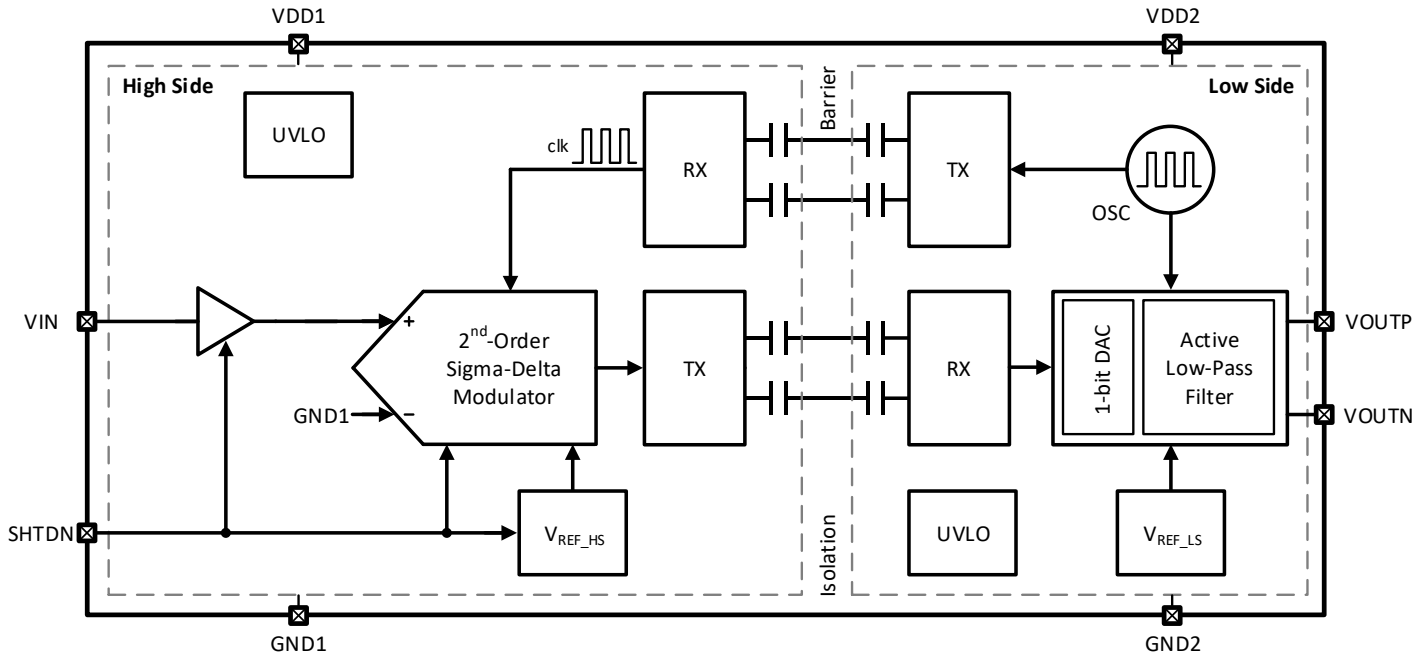 VDD1
VDD2
High Side
Barrier
Low Side
UVLO
clk
RX
TX
OSC
VIN
+
2nd-Order
Sigma-Delta
Modulator
GND1
−
TX
RX
1-bit DAC
Active
Low-Pass
Filter
VOUTP
VOUTN
SHTDN
VREF_HS
Isolation
UVLO
VREF_LS
GND1
GND2